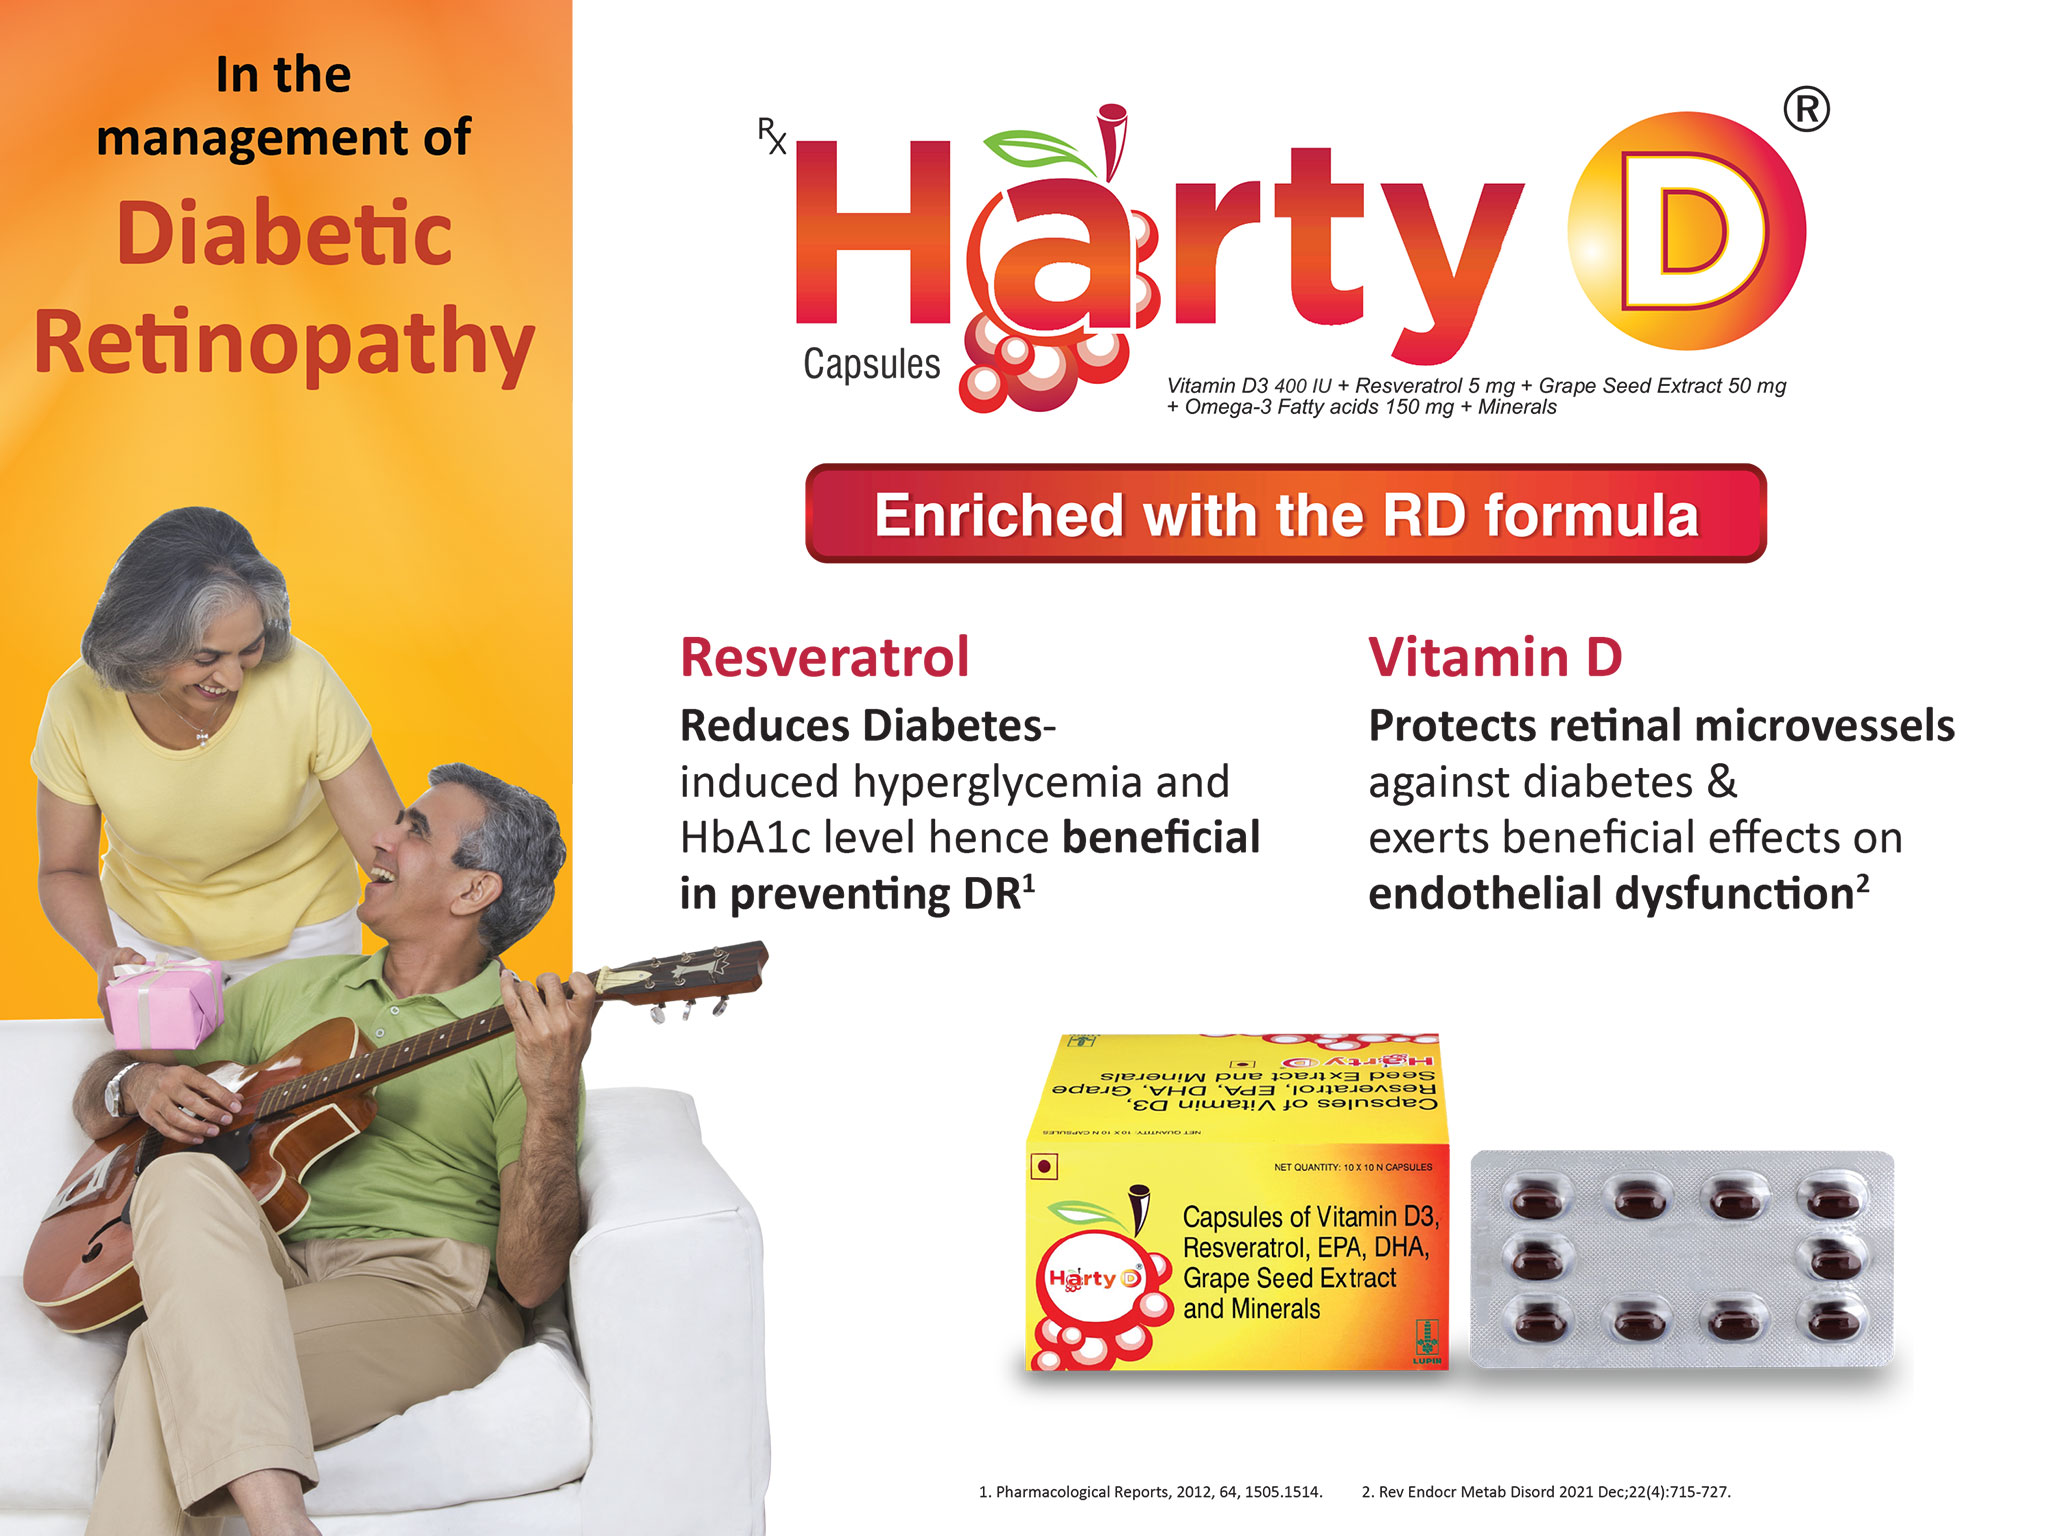 In the
management of
Diabetic
Retinopathy
Rx
Harty D®
Capsules
Vitamin D3 400 IU + Resveratrol 5 mg + Grape Seed Extract 50 mg
+ Omega-3 Fatty acids 150 mg + Minerals
Enriched with the RD formula
Resveratrol
Reduces Diabetes-
induced hyperglycemia and
HbA1c level hence beneficial
in preventing DR1
Vitamin D
Protects retinal microvessels
against diabetes &
exerts beneficial effects on
endothelial dysfunction2
Harty D
Capsules of Vitamin D3,
Resveratrol, EPA, DHA, Grape
Seed Extract and Minerals
NET QUANTITY: 10 X 10 N CAPSULES
NET QUANTITY: 10 X 10 N CAPSULES
Harty D®
Capsules of Vitamin D3,
Resveratrol, EPA, DHA,
Grape Seed Extract
and Minerals
LUPIN
1. Pharmacological Reports, 2012, 64, 1505.1514.
2. Rev Endocr Metab Disord 2021 Dec;22(4):715-727.